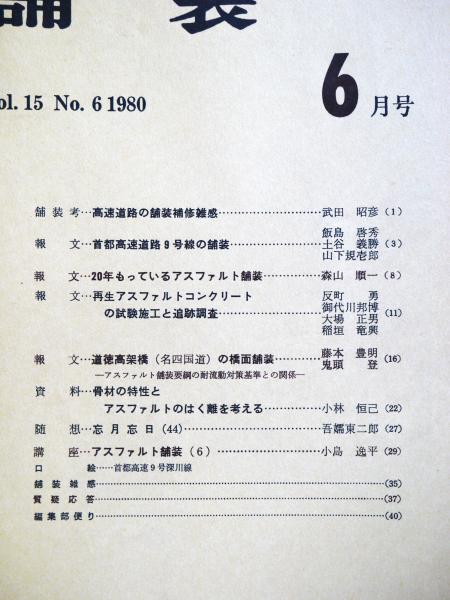 舗装
Vol. 15 No. 6 1980
6月号
舗装考…高速道路の舗装補修雑感…武田 昭彦(1)
報文…首都高速道路9号線の舗装…飯島 啓秀 土谷 義勝 山下規壱郎(3)
報文…20年もっているアスファルト舗装…森山 順一(8)
報文…再生アスファルトコンクリート
の試験施工と追跡調査…反町 勇 御代川邦博 大場 正男 稲垣 竜興(11)
報文…道徳高架橋(名四国道)の橋面舗装…藤本 豊明 鬼頭 登(16)
―アスファルト舗装要綱の耐流動対策基準との関係―
資料…骨材の特性と
アスファルトのはく離を考える…小林 恒己(22)
随想…忘月忘日(44)…吾嬬東二郎(27)
講座…アスファルト舗装(6)…小島 逸平(29)
口絵……首都高速9号深川線
舗装雑感…(35)
質疑応答…(37)
編集部便り…(40)